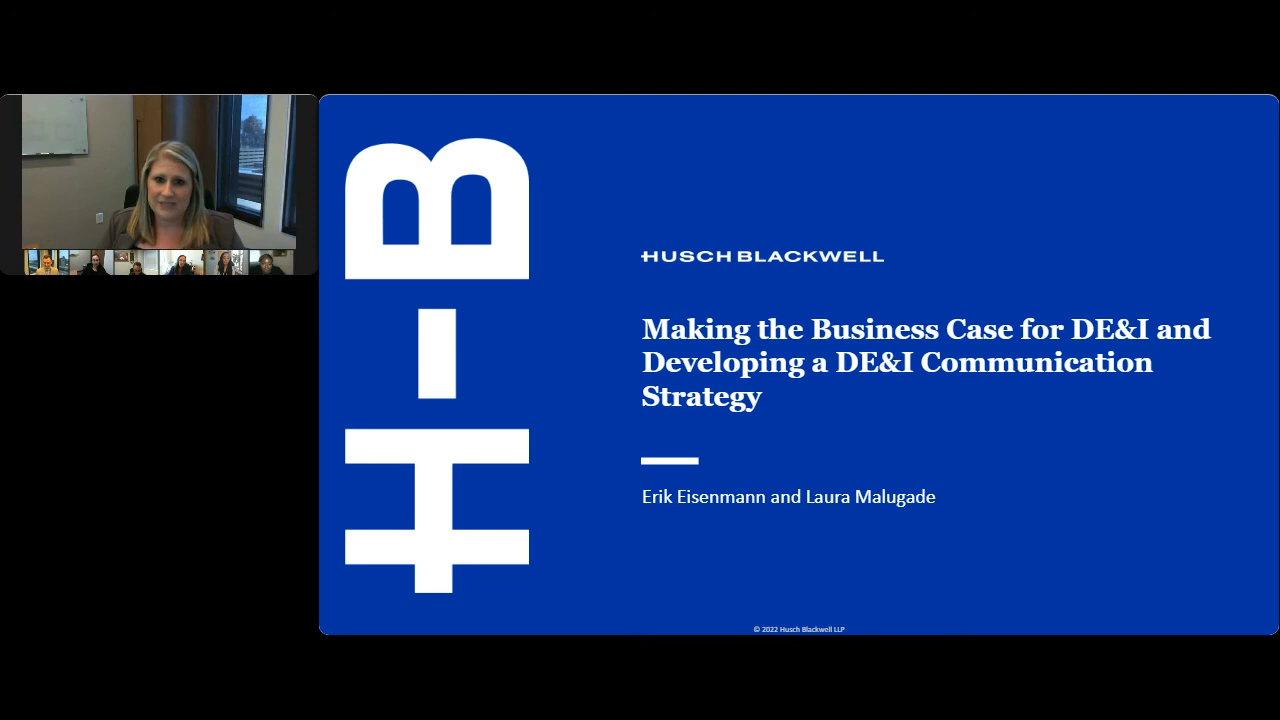 H-B
HUSCH BLACKWELL
Making the Business Case for DE&I and
Developing a DE&I Communication
Strategy
Erik Eisenmann and Laura Malugade
© 2022 Husch Blackwell LLP